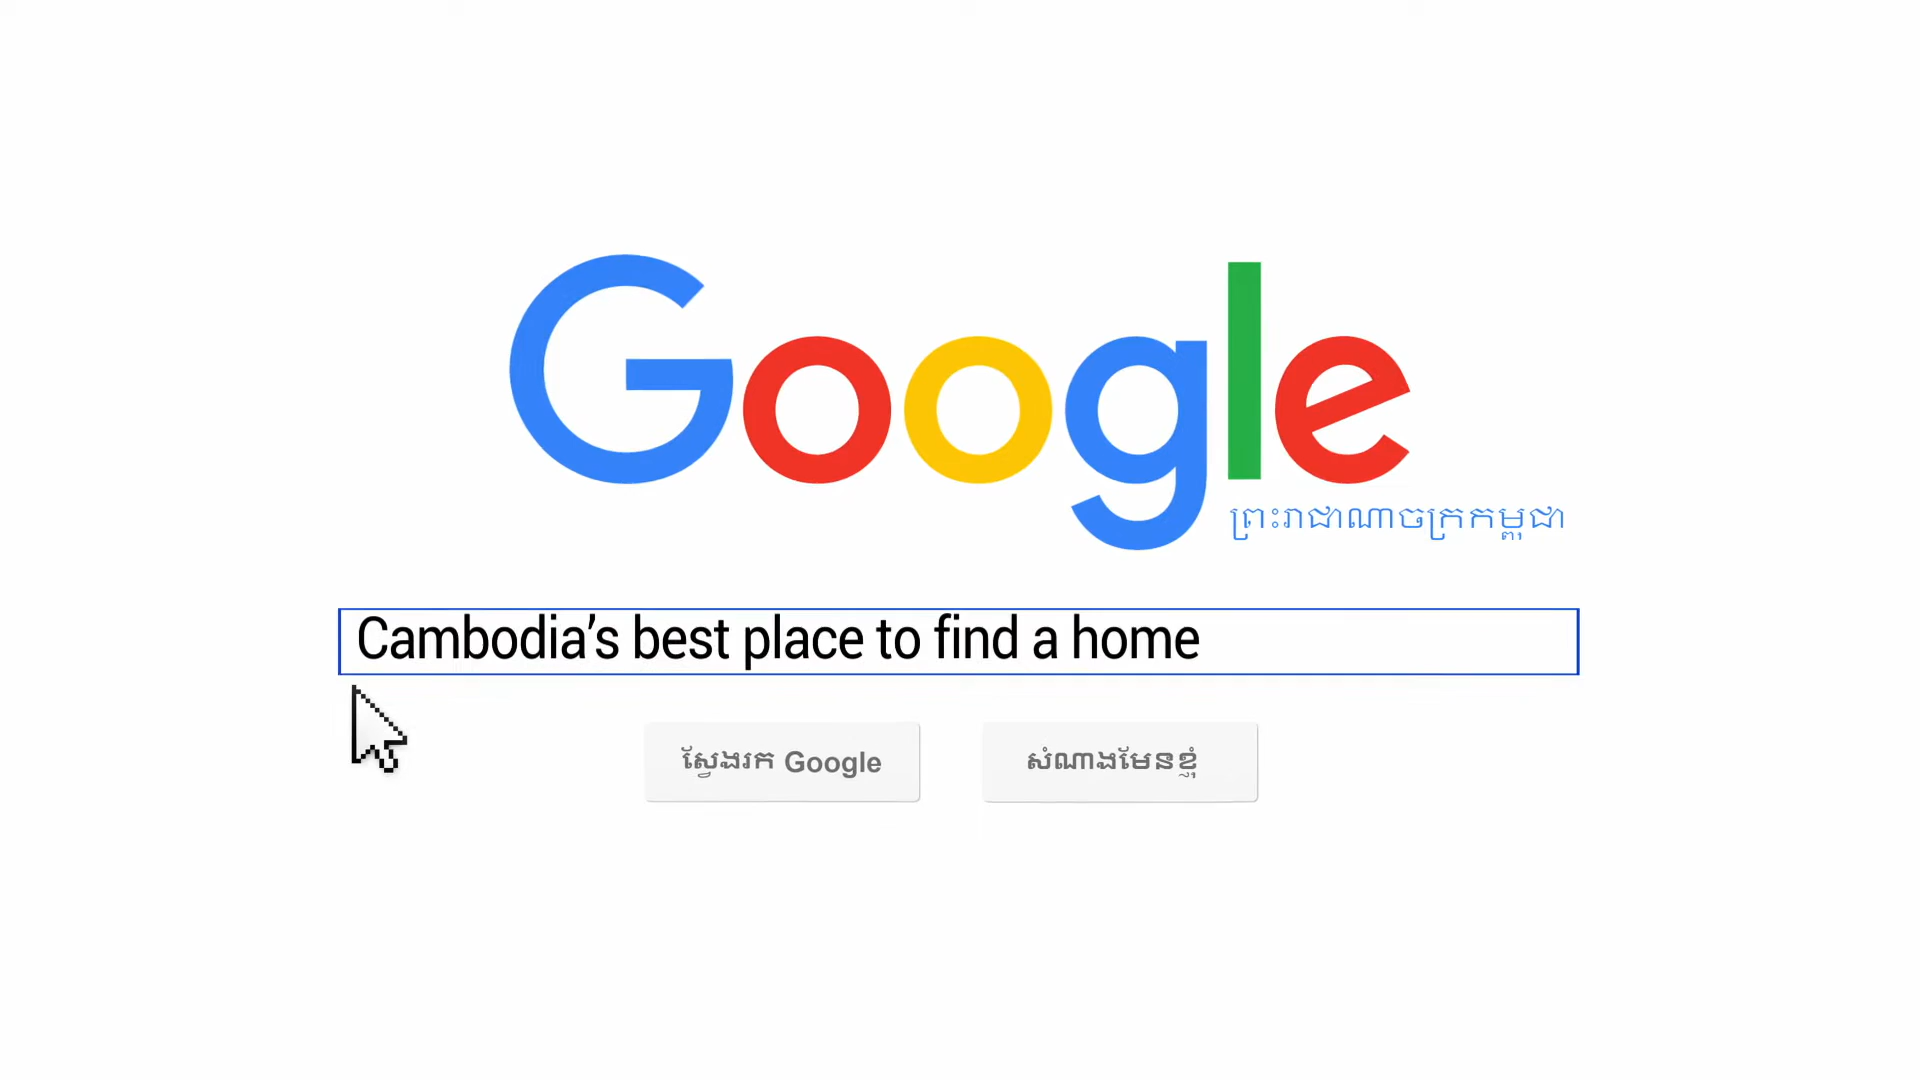 Google
ព្រះរាជាណាចក្រកម្ពុជា
Cambodia’s best place to find a home
ស្វែងរក Google
សំណាងមែនខ្ញុំ